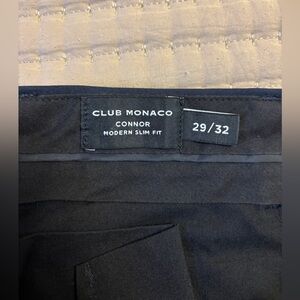 CLUB MONACO
CONNOR
MODERN SLIM FIT
29/32